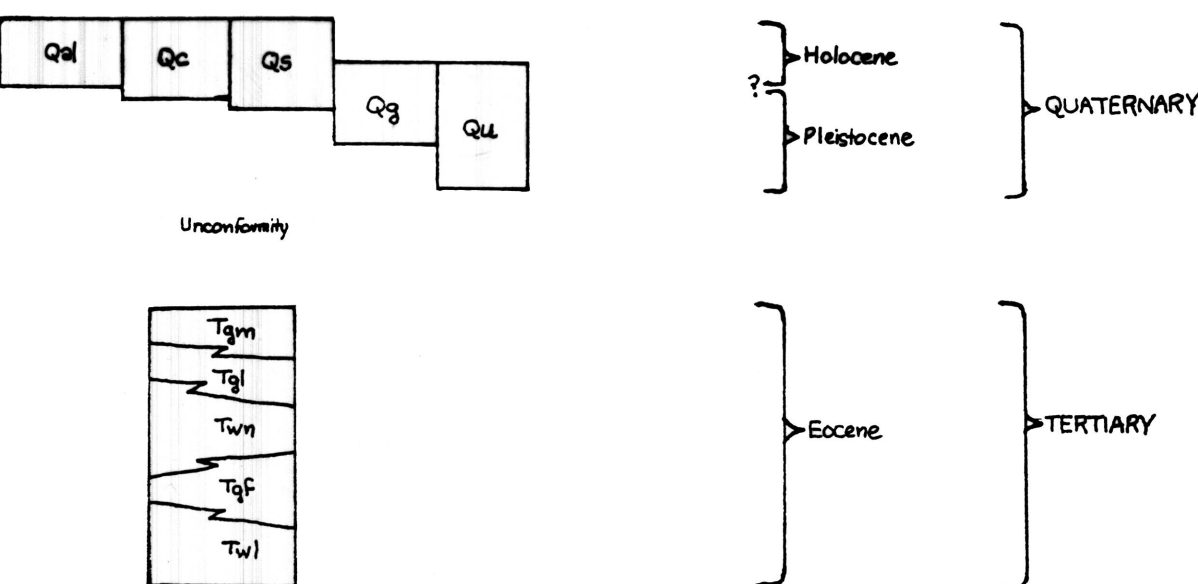 Qal
Qc
Qs
Qg
Qu
Holocene
?
Pleistocene
QUATERNARY
Unconformity
Tgm
Tgl
Twn
Tgf
Twl
Eocene
TERTIARY